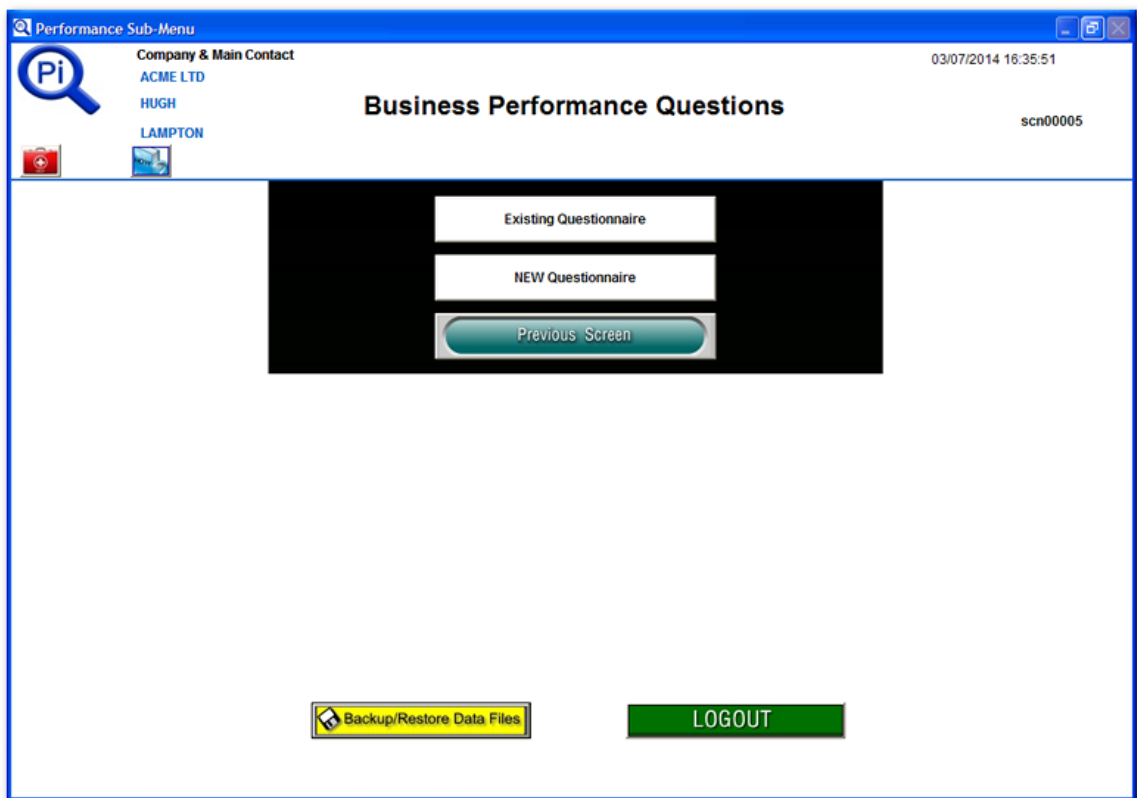 Performance Sub-Menu
Pi
Company & Main Contact
ACME LTD
HUGH
LAMPTON
Business Performance Questions
03/07/2014 16:35:51
scn00005
Existing Questionnaire
NEW Questionnaire
Previous Screen
Backup/Restore Data Files
LOGOUT